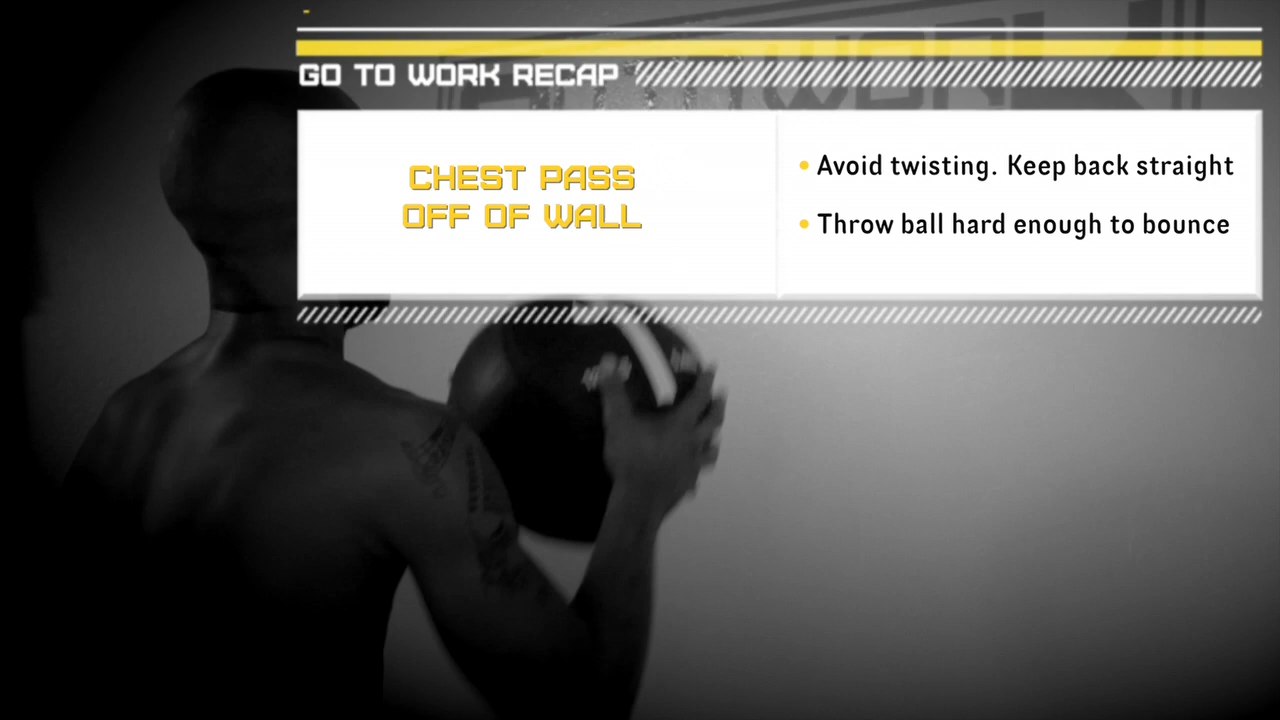 GO TO WORK RECAP
CHEST PASS
OFF OF WALL
• Avoid twisting. Keep back straight
• Throw ball hard enough to bounce